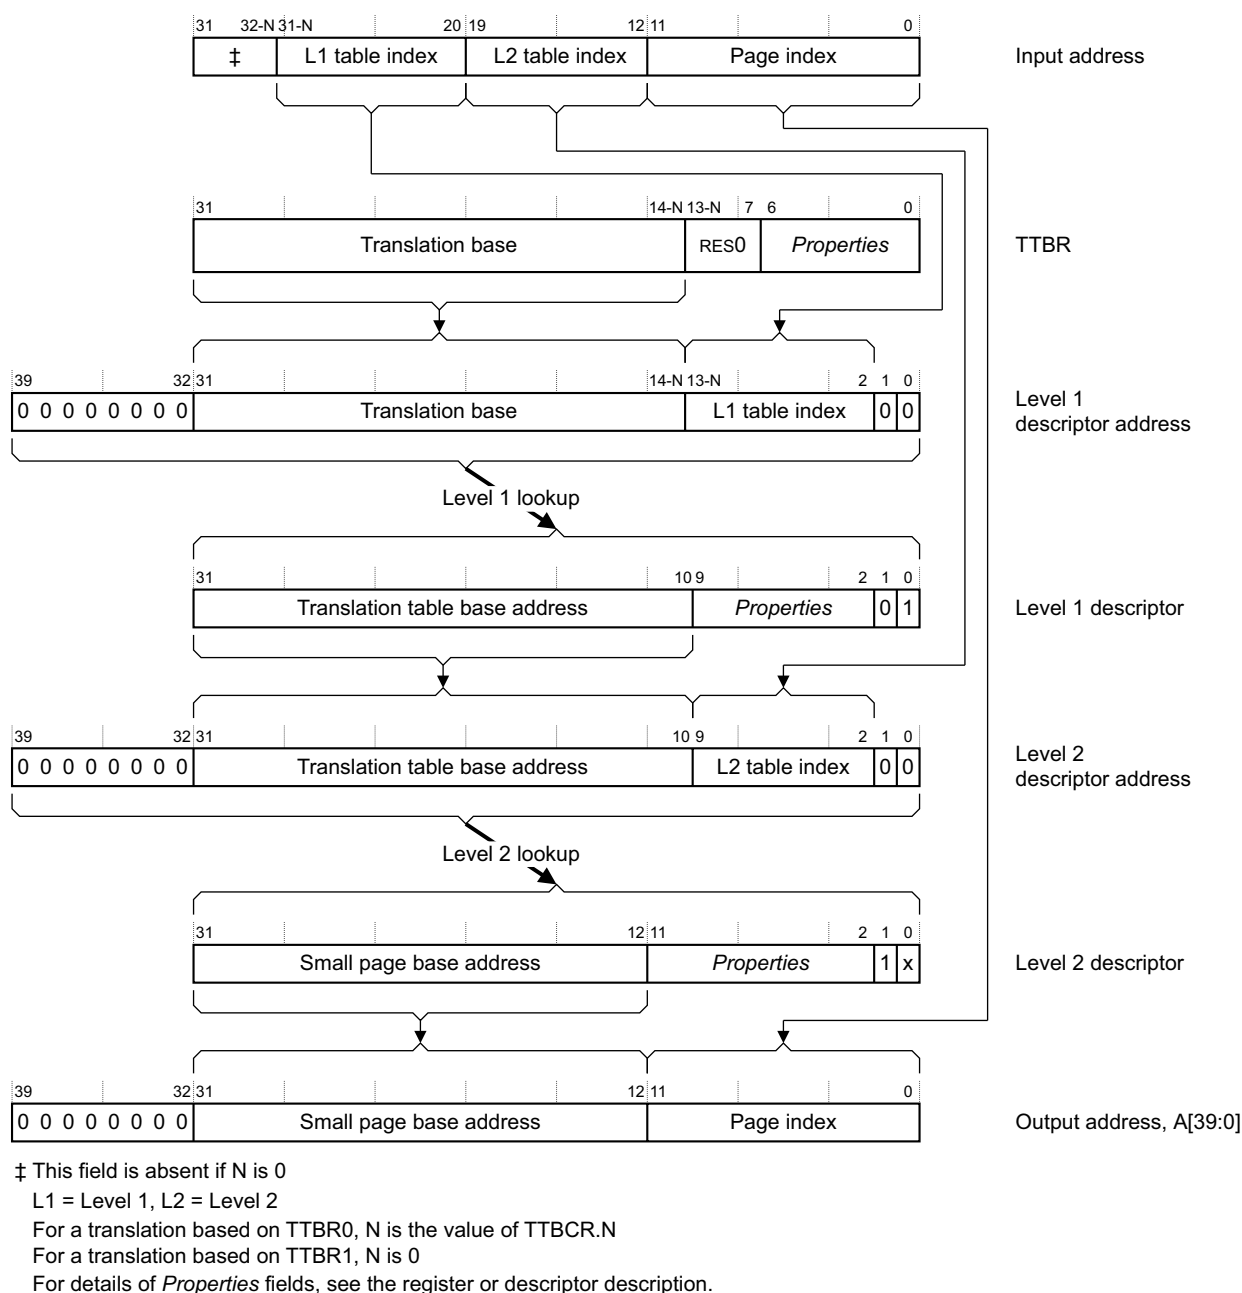 31 32-N 31-N 20 19 12 11 0
‡ L1 table index L2 table index Page index Input address
31 14-N 13-N 7 6 0
Translation base RES0 Properties TTBR
39 32 31 14-N 13-N 2 1 0
0 0 0 0 0 0 0 0 Translation base L1 table index 0 0 Level 1
descriptor address
Level 1 lookup
31 10 9 2 1 0
Translation table base address Properties 0 1 Level 1 descriptor
39 32 31 10 9 2 1 0
0 0 0 0 0 0 0 0 Translation table base address L2 table index 0 0 Level 2
descriptor address
Level 2 lookup
31 12 11 2 1 0
Small page base address Properties 1 x Level 2 descriptor
39 32 31 12 11 0
0 0 0 0 0 0 0 0 Small page base address Page index Output address, A[39:0]
‡ This field is absent if N is 0
L1 = Level 1, L2 = Level 2
For a translation based on TTBR0, N is the value of TTBCR.N
For a translation based on TTBR1, N is 0
For details of Properties fields, see the register or descriptor description.